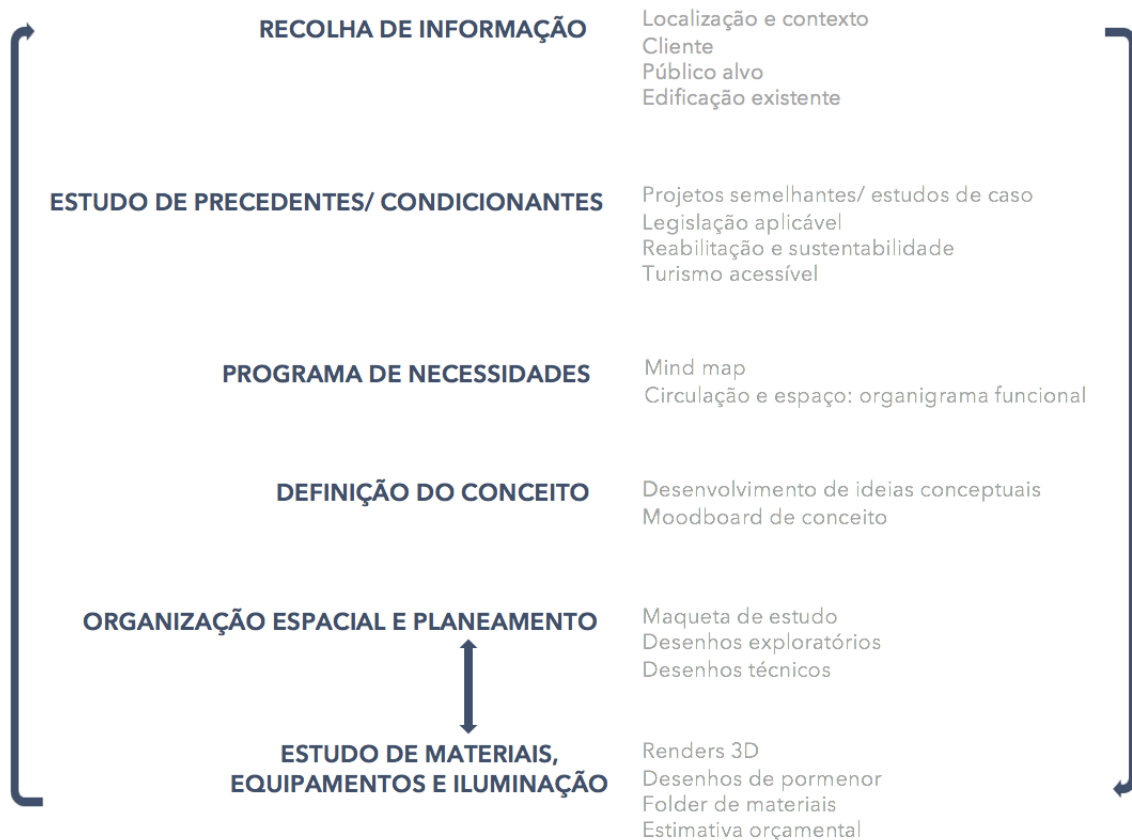 RECOLHA DE INFORMAÇÃO
Localização e contexto
Cliente
Público alvo
Edificação existente
ESTUDO DE PRECEDENTES/ CONDICIONANTES
Projetos semelhantes/ estudos de caso
Legislação aplicável
Reabilitação e sustentabilidade
Turismo acessível
PROGRAMA DE NECESSIDADES
Mind map
Circulação e espaço: organigrama funcional
DEFINIÇÃO DO CONCEITO
Desenvolvimento de ideias conceptuais
Moodboard de conceito
ORGANIZAÇÃO ESPACIAL E PLANEAMENTO
Maqueta de estudo
Desenhos exploratórios
Desenhos técnicos
ESTUDO DE MATERIAIS,
EQUIPAMENTOS E ILUMINAÇÃO
Renders 3D
Desenhos de pormenor
Folder de materiais
Estimativa orçamental